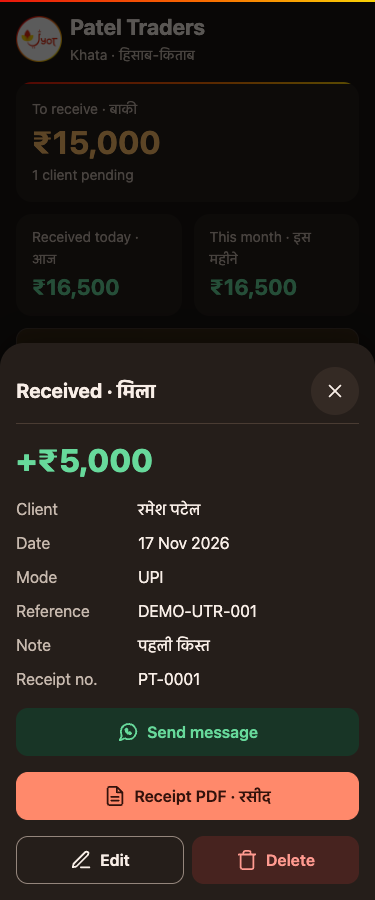 Jyot
Patel Traders
Khata · हिसाब-किताब
To receive · बाकी
₹15,000
1 client pending
Received today ·
आज
₹16,500
This month · इस
महीने
₹16,500
Received · मिला
+₹5,000
Client रमेश पटेल
Date 17 Nov 2026
Mode UPI
Reference DEMO-UTR-001
Note पहली किस्त
Receipt no. PT-0001
Send message
Receipt PDF · रसीद
Edit
Delete